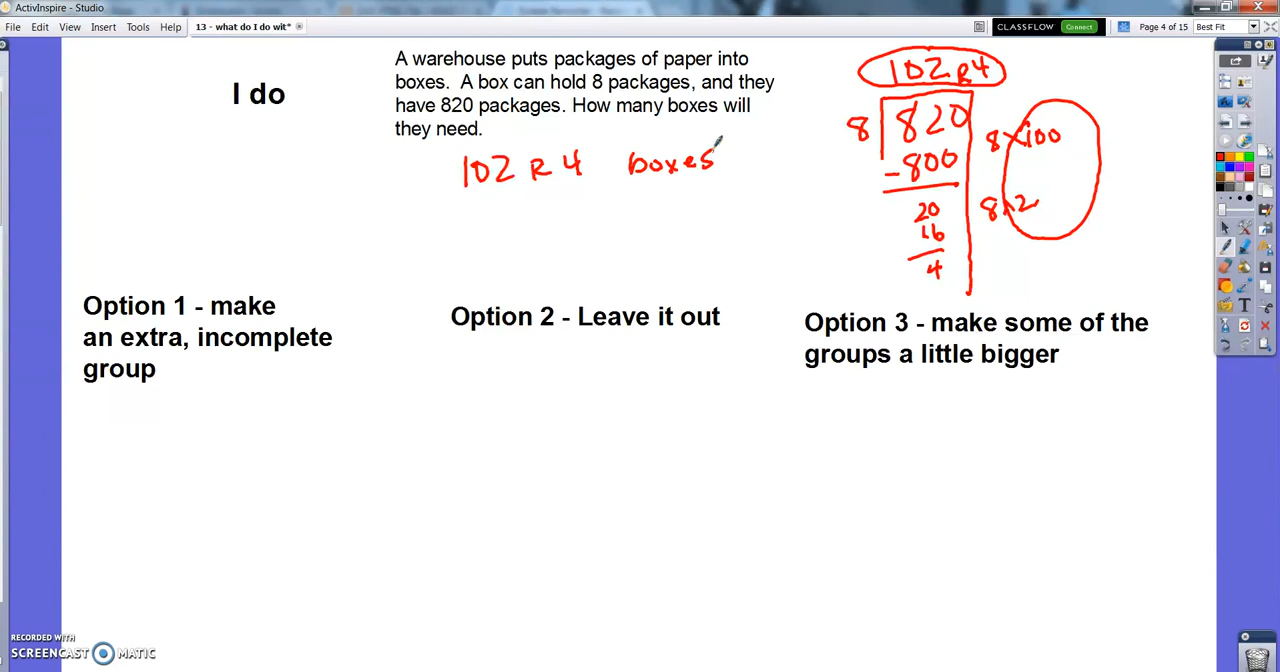 ActivInspire - Studio
File Edit View Insert Tools Help 13 - what do I do wit* CLASSFLOW Connect Page 4 of 15 Best Fit
I do
A warehouse puts packages of paper into
boxes. A box can hold 8 packages, and they
have 820 packages. How many boxes will
they need.
102 R 4 boxes
102 R4
8 820
8 x 100
-800
20
8 x 2
16
4
Option 1 - make
an extra, incomplete
group
Option 2 - Leave it out
Option 3 - make some of the
groups a little bigger
RECORDED WITH
SCREENCAST MATIC